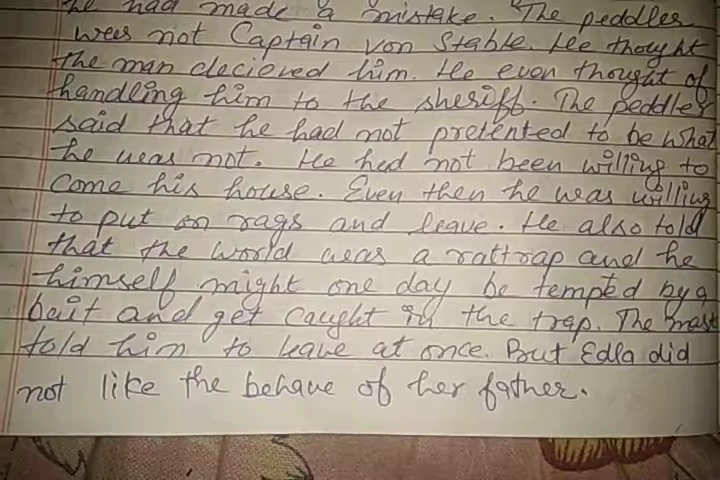 he had made a mistake. The peddler
was not Captain von Stahle. He thought
the man decieved him. He even thought of
handling him to the sheriff. The peddler
said that he had not pretented to be what
he was not. He had not been willing to
come his house. Even then he was willing
to put on rags and leave. He also told
that the world was a rattrap and he
himself might one day be tempted by a
bait and get caught in the trap. The
told him to leave at once. But Edla did
not like the behave of her father.